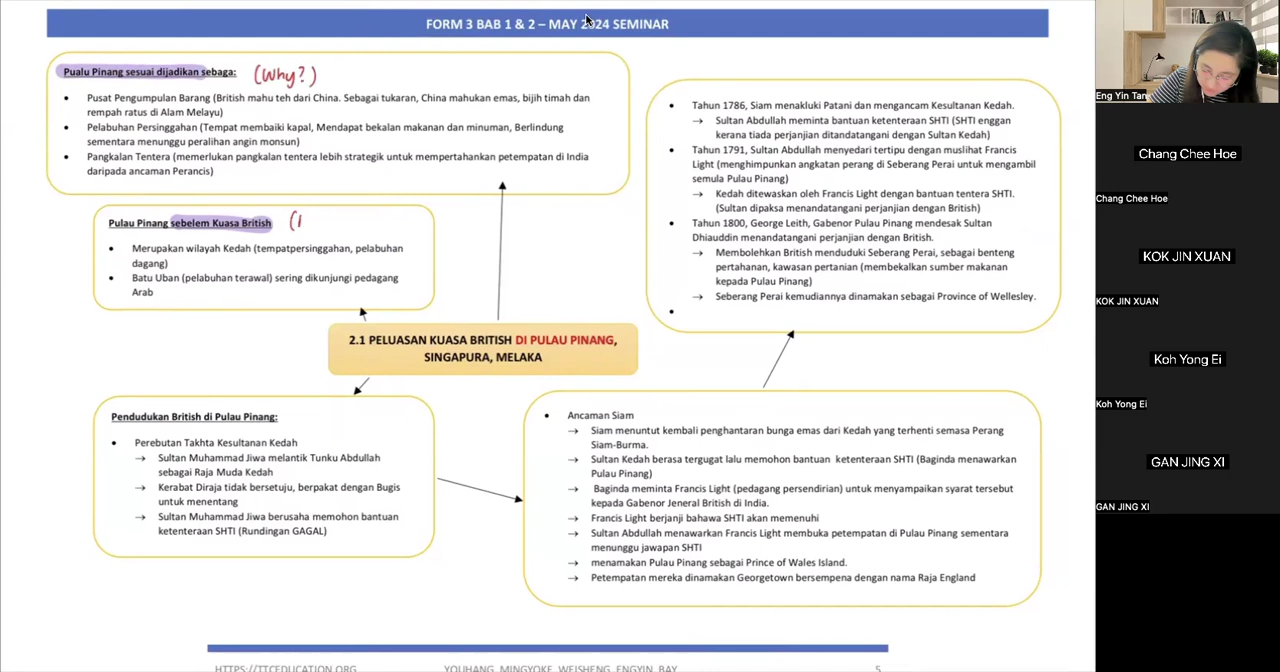 FORM 3 BAB 1 & 2 – MAY 2024 SEMINAR
Pualu Pinang sesuai dijadikan sebaga: (Why?)
• Pusat Pengumpulan Barang (British mahu teh dari China. Sebagai tukaran, China mahukan emas, bijih timah dan
rempah ratus di Alam Melayu)
• Pelabuhan Persinggahan (Tempat membaiki kapal, Mendapat bekalan makanan dan minuman, Berlindung
sementara menunggu peralihan angin monsun)
• Pangkalan Tentera (memerlukan pangkalan tentera lebih strategik untuk mempertahankan petempatan di India
daripada ancaman Perancis)
Pulau Pinang sebelem Kuasa British (
• Merupakan wilayah Kedah (tempatpersinggahan, pelabuhan
dagang)
• Batu Uban (pelabuhan terawal) sering dikunjungi pedagang
Arab
2.1 PELUASAN KUASA BRITISH DI PULAU PINANG,
SINGAPURA, MELAKA
Pendudukan British di Pulau Pinang:
• Perebutan Takhta Kesultanan Kedah
→ Sultan Muhammad Jiwa melantik Tunku Abdullah
sebagai Raja Muda Kedah
→ Kerabat Diraja tidak bersetuju, berpakat dengan Bugis
untuk menentang
→ Sultan Muhammad Jiwa berusaha memohon bantuan
ketenteraan SHTI (Rundingan GAGAL)
• Ancaman Siam
→ Siam menuntut kembali penghantaran bunga emas dari Kedah yang terhenti semasa Perang
Siam-Burma.
→ Sultan Kedah berasa tergugat lalu memohon bantuan ketenteraan SHTI (Baginda menawarkan
Pulau Pinang)
→ Baginda meminta Francis Light (pedagang persendirian) untuk menyampaikan syarat tersebut
kepada Gabenor Jeneral British di India.
→ Francis Light berjanji bahawa SHTI akan memenuhi
→ Sultan Abdullah menawarkan Francis Light membuka petempatan di Pulau Pinang sementara
menunggu jawapan SHTI
→ menamakan Pulau Pinang sebagai Prince of Wales Island.
→ Petempatan mereka dinamakan Georgetown bersempena dengan nama Raja England
• Tahun 1786, Siam menakluki Patani dan mengancam Kesultanan Kedah.
→ Sultan Abdullah meminta bantuan ketenteraan SHTI (SHTI enggan
kerana tiada perjanjian ditandatangani dengan Sultan Kedah)
• Tahun 1791, Sultan Abdullah menyedari tertipu dengan muslihat Francis
Light (menghimpunkan angkatan perang di Seberang Perai untuk mengambil
semula Pulau Pinang)
→ Kedah ditewaskan oleh Francis Light dengan bantuan tentera SHTI.
(Sultan dipaksa menandatangani perjanjian dengan British)
• Tahun 1800, George Leith, Gabenor Pulau Pinang mendesak Sultan
Dhiauddin menandatangani perjanjian dengan British.
→ Membolehkan British menduduki Seberang Perai, sebagai benteng
pertahanan, kawasan pertanian (membekalkan sumber makanan
kepada Pulau Pinang)
→ Seberang Perai kemudiannya dinamakan sebagai Province of Wellesley.
•
HTTPS://TTCEDUCATION.ORG YOUHANG, MINGYOKE, WEISHENG, ENGYIN, BAY 5
Eng Yin Tan
Chang Chee Hoe
Chang Chee Hoe
KOK JIN XUAN
KOK JIN XUAN
Koh Yong Ei
Koh Yong Ei
GAN JING XI
GAN JING XI